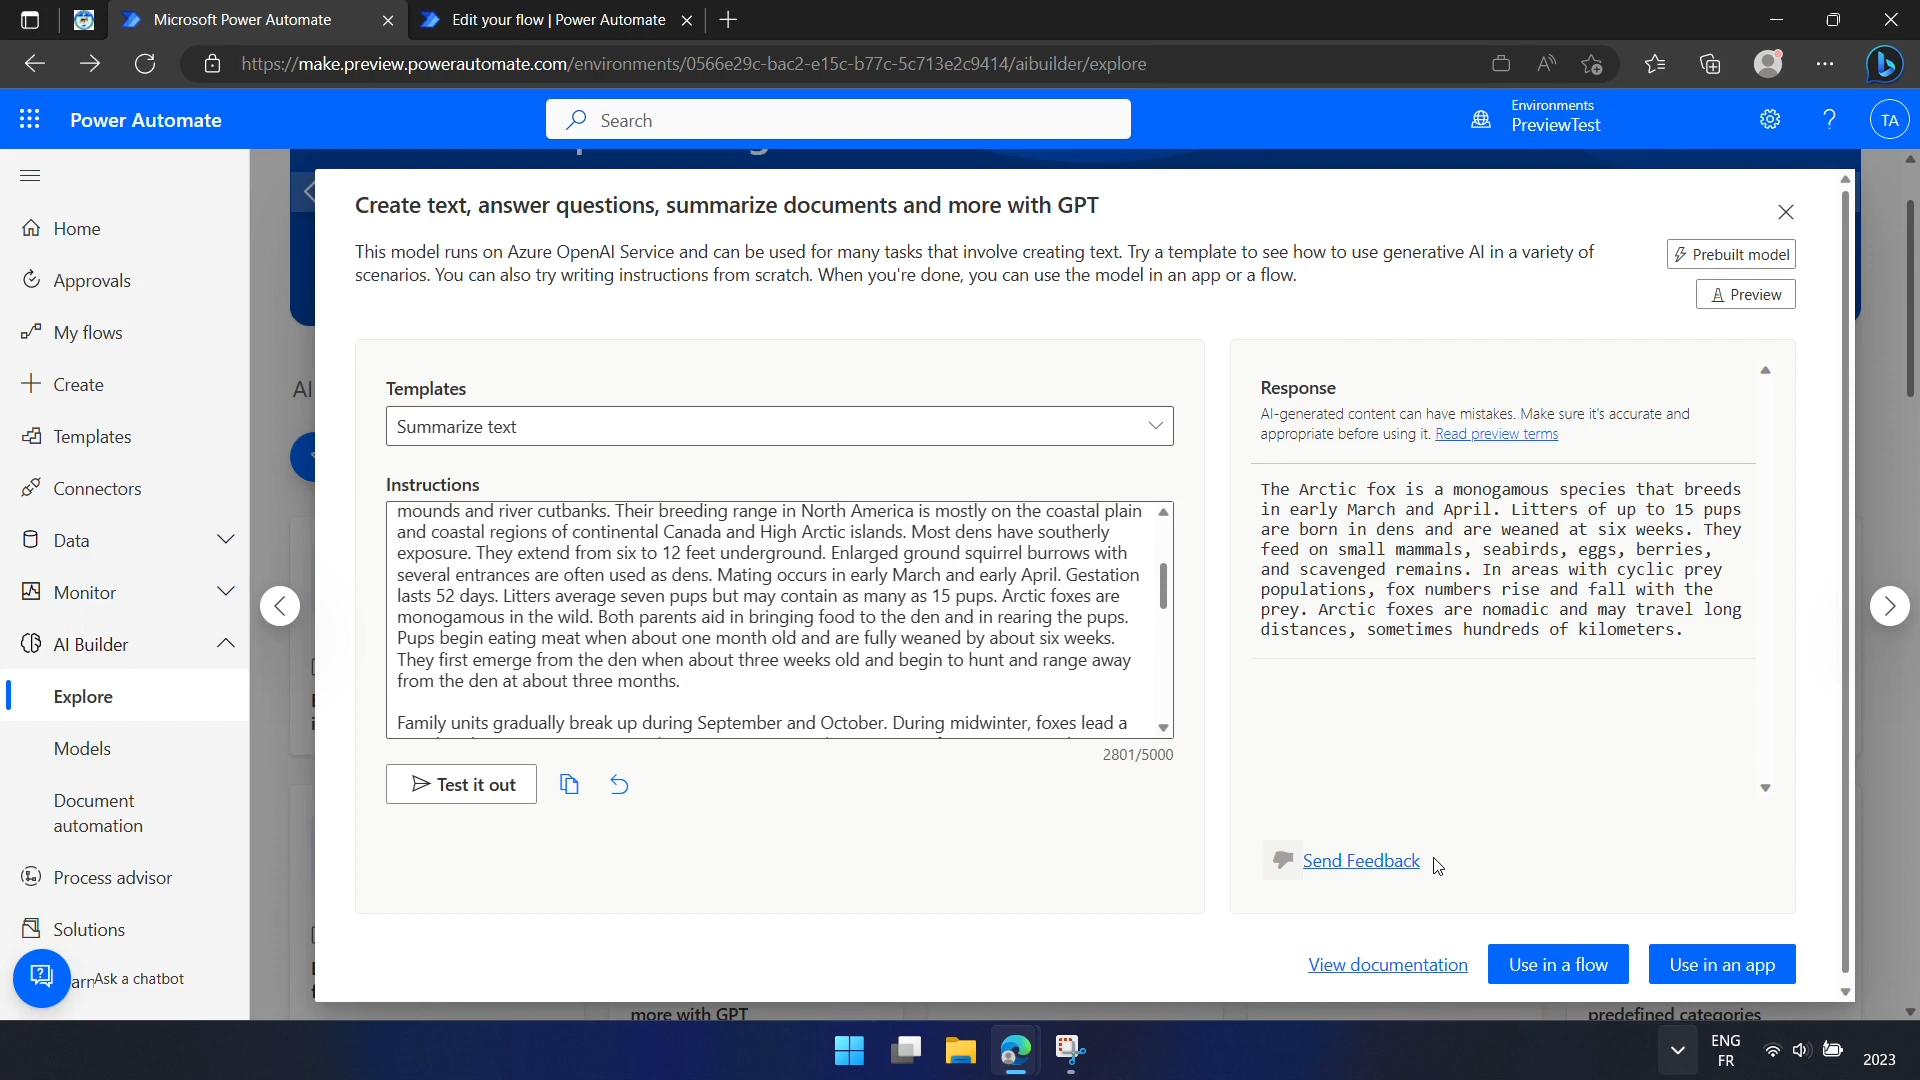 Microsoft Power Automate
Edit your flow | Power Automate
https://make.preview.powerautomate.com/environments/0566e29c-bac2-e15c-b77c-5c713e2c9414/aibuilder/explore
Power Automate
Search
Environments
PreviewTest
TA
Home
Approvals
My flows
Create
Templates
Connectors
Data
Monitor
AI Builder
Explore
Models
Document
automation
Process advisor
Solutions
Ask a chatbot
AI
Create text, answer questions, summarize documents and more with GPT
This model runs on Azure OpenAI Service and can be used for many tasks that involve creating text. Try a template to see how to use generative AI in a variety of
scenarios. You can also try writing instructions from scratch. When you're done, you can use the model in an app or a flow.
Prebuilt model
Preview
Templates
Summarize text
Instructions
mounds and river cutbanks. Their breeding range in North America is mostly on the coastal plain
and coastal regions of continental Canada and High Arctic islands. Most dens have southerly
exposure. They extend from six to 12 feet underground. Enlarged ground squirrel burrows with
several entrances are often used as dens. Mating occurs in early March and early April. Gestation
lasts 52 days. Litters average seven pups but may contain as many as 15 pups. Arctic foxes are
monogamous in the wild. Both parents aid in bringing food to the den and in rearing the pups.
Pups begin eating meat when about one month old and are fully weaned by about six weeks.
They first emerge from the den when about three weeks old and begin to hunt and range away
from the den at about three months.
Family units gradually break up during September and October. During midwinter, foxes lead a
2801/5000
Test it out
Response
AI-generated content can have mistakes. Make sure it's accurate and
appropriate before using it. Read preview terms
The Arctic fox is a monogamous species that breeds
in early March and April. Litters of up to 15 pups
are born in dens and are weaned at six weeks. They
feed on small mammals, seabirds, eggs, berries,
and scavenged remains. In areas with cyclic prey
populations, fox numbers rise and fall with the
prey. Arctic foxes are nomadic and may travel long
distances, sometimes hundreds of kilometers.
Send Feedback
View documentation
Use in a flow
Use in an app
more with GPT
predefined categories
ENG
FR
2023